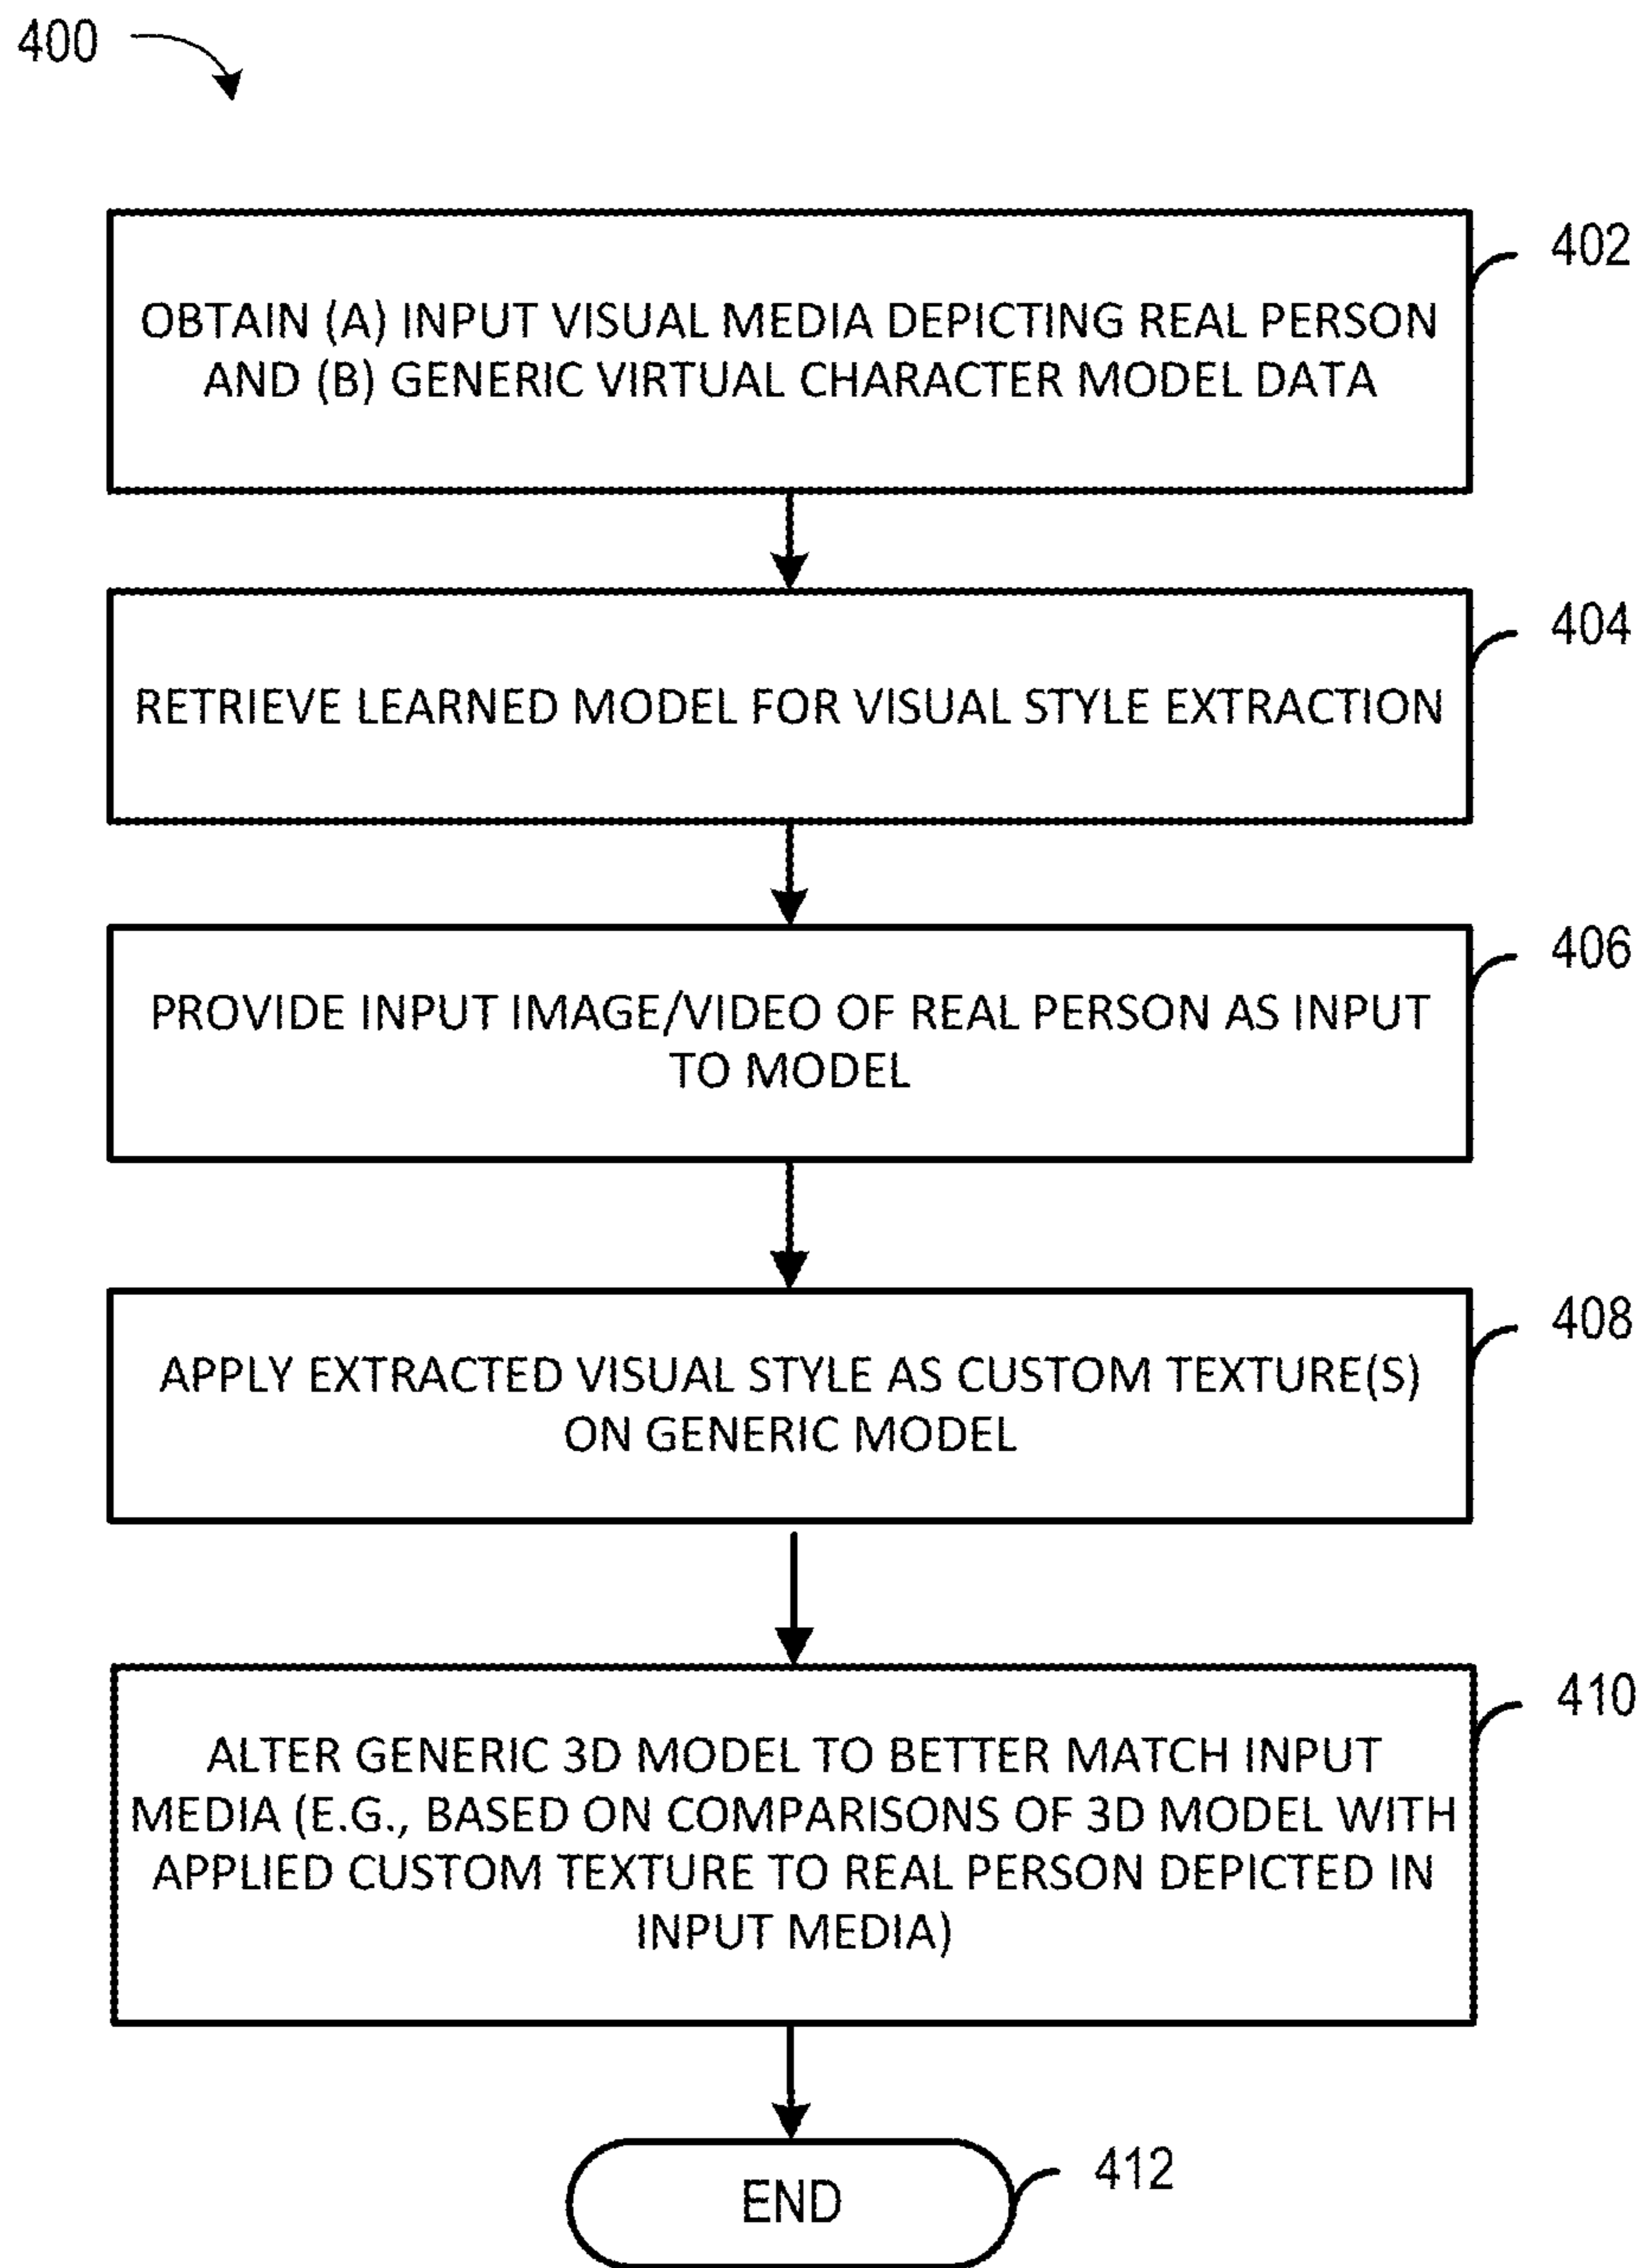 400
402
OBTAIN (A) INPUT VISUAL MEDIA DEPICTING REAL PERSON
AND (B) GENERIC VIRTUAL CHARACTER MODEL DATA
404
RETRIEVE LEARNED MODEL FOR VISUAL STYLE EXTRACTION
406
PROVIDE INPUT IMAGE/VIDEO OF REAL PERSON AS INPUT
TO MODEL
408
APPLY EXTRACTED VISUAL STYLE AS CUSTOM TEXTURE(S)
ON GENERIC MODEL
410
ALTER GENERIC 3D MODEL TO BETTER MATCH INPUT
MEDIA (E.G., BASED ON COMPARISONS OF 3D MODEL WITH
APPLIED CUSTOM TEXTURE TO REAL PERSON DEPICTED IN
INPUT MEDIA)
412
END